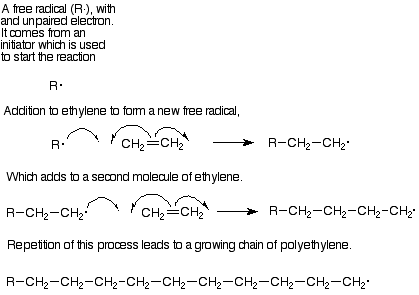 A free radical (R·), with
and unpaired electron.
It comes from an
initiator which is used
to start the reaction
R·
Addition to ethylene to form a new free radical,
R· CH₂=CH₂ R−CH₂−CH₂·
Which adds to a second molecule of ethylene.
R−CH₂−CH₂· CH₂=CH₂ R−CH₂−CH₂−CH₂−CH₂·
Repetition of this process leads to a growing chain of polyethylene.
R−CH₂−CH₂−CH₂−CH₂−CH₂−CH₂−CH₂−CH₂−CH₂−CH₂·